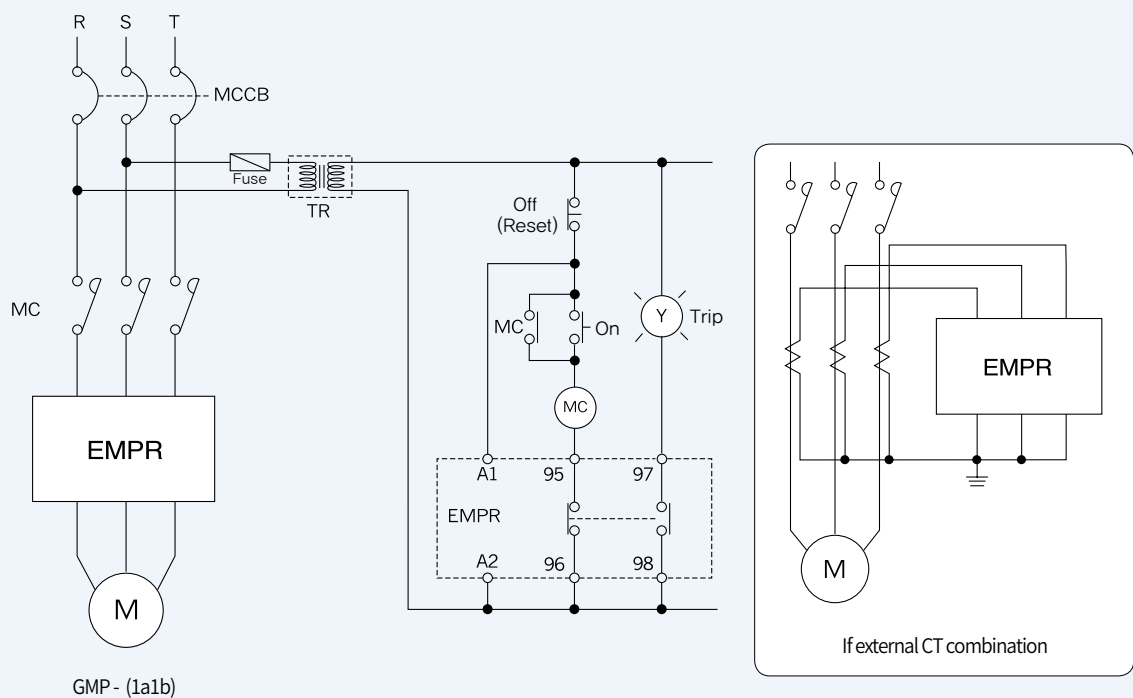 R S T
MCCB
Fuse
TR
Off
(Reset)
MC
MC On
Y Trip
MC
EMPR
A1 95 97
EMPR
A2 96 98
M
GMP - (1a1b)
EMPR
M
If external CT combination